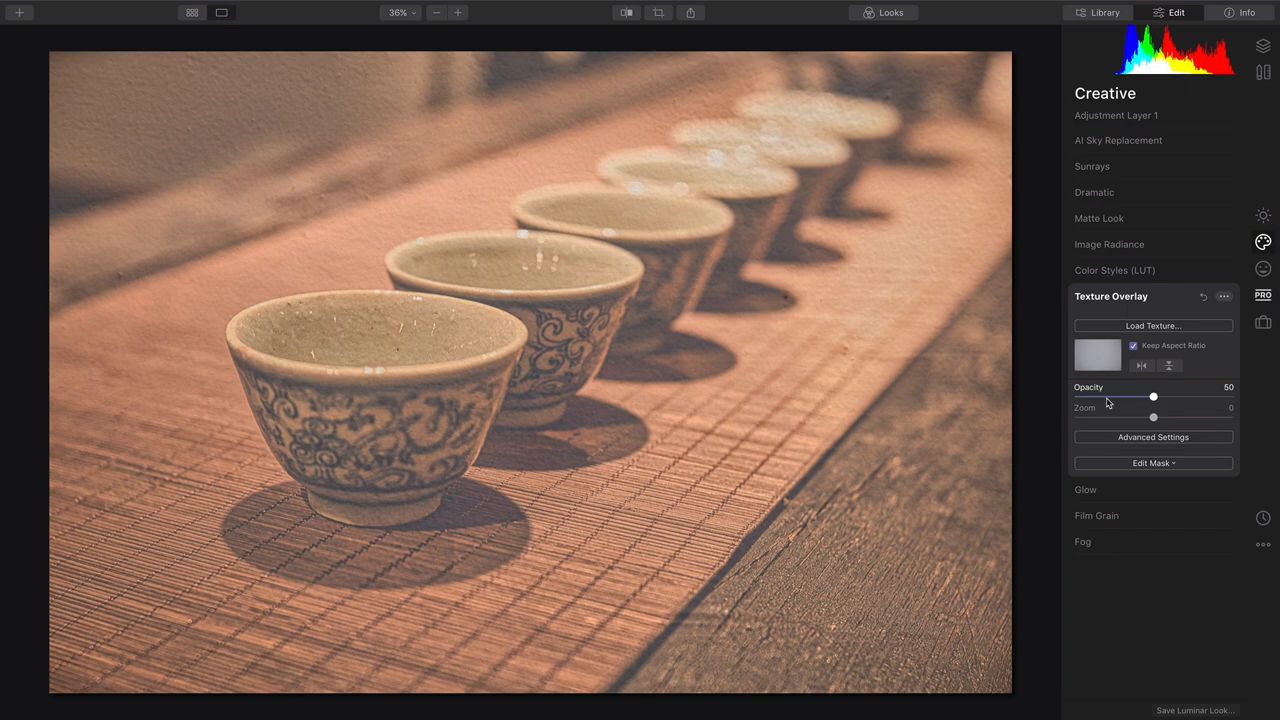 36%
Looks
Library
Edit
Info
Creative
Adjustment Layer 1
AI Sky Replacement
Sunrays
Dramatic
Matte Look
Image Radiance
Color Styles (LUT)
Texture Overlay
Load Texture...
Keep Aspect Ratio
Opacity 50
Zoom 0
Advanced Settings
Edit Mask
Glow
Film Grain
Fog
PRO
Save Luminar Look...